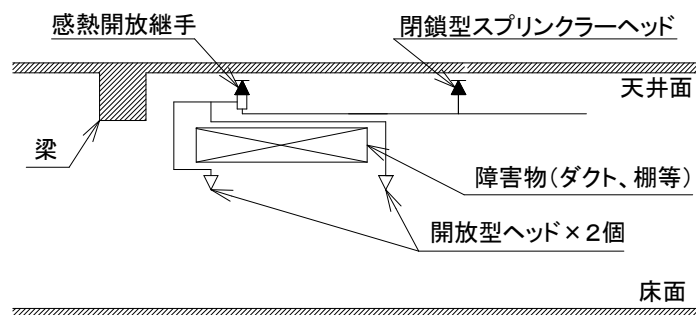 感熱開放継手
閉鎖型スプリンクラーヘッド
天井面
梁
障害物(ダクト、棚等)
開放型ヘッド×2個
床面